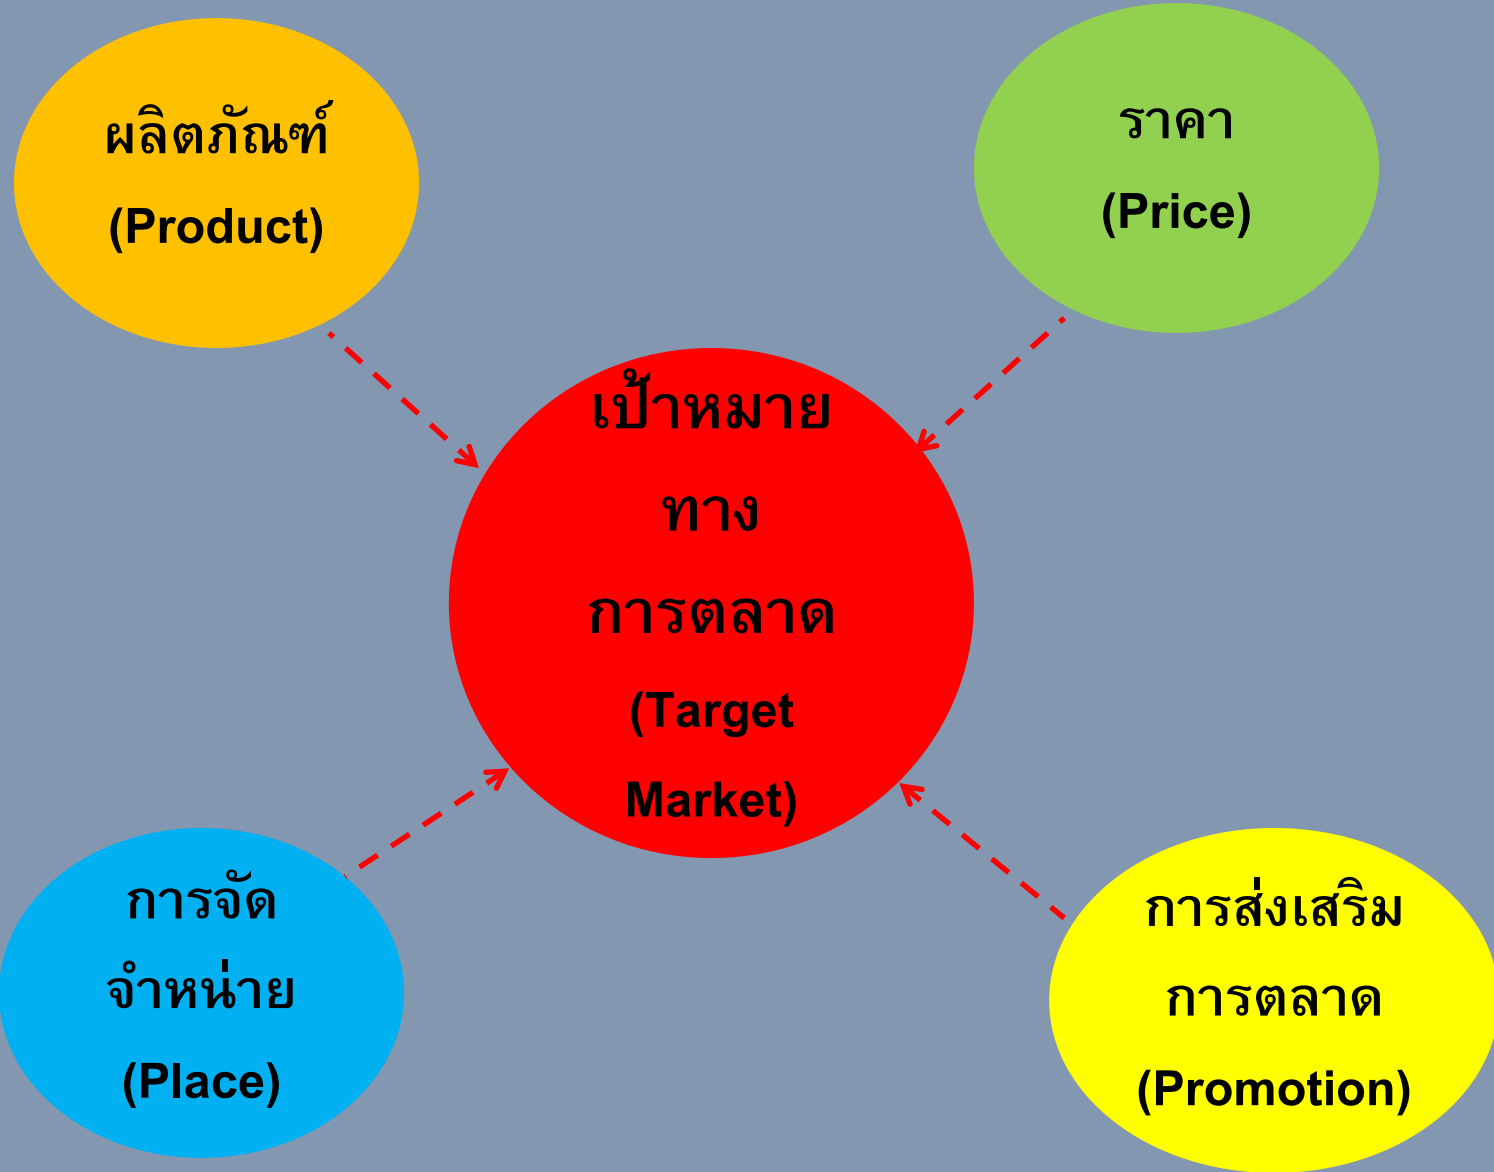 ผลิตภัณฑ์
(Product)
ราคา
(Price)
เป้าหมาย
ทาง
การตลาด
(Target
Market)
การจัด
จำหน่าย
(Place)
การส่งเสริม
การตลาด
(Promotion)